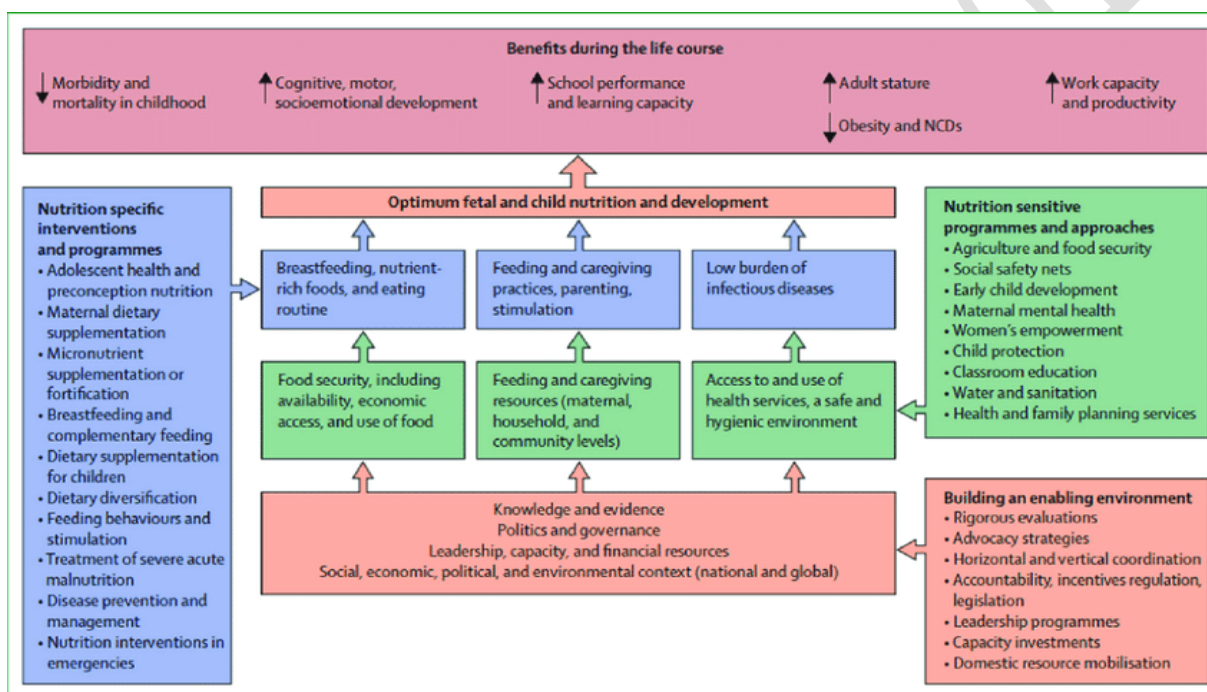 Benefits during the life course
Morbidity and
mortality in childhood
Cognitive, motor,
socioemotional development
School performance
and learning capacity
Adult stature
Obesity and NCDs
Work capacity
and productivity
Nutrition specific
interventions
and programmes
• Adolescent health and
preconception nutrition
• Maternal dietary
supplementation
• Micronutrient
supplementation or
fortification
• Breastfeeding and
complementary feeding
• Dietary supplementation
for children
• Dietary diversification
• Feeding behaviours and
stimulation
• Treatment of severe acute
malnutrition
• Disease prevention and
management
• Nutrition interventions in
emergencies
Optimum fetal and child nutrition and development
Breastfeeding, nutrient-
rich foods, and eating
routine
Feeding and caregiving
practices, parenting,
stimulation
Low burden of
infectious diseases
Food security, including
availability, economic
access, and use of food
Feeding and caregiving
resources (maternal,
household, and
community levels)
Access to and use of
health services, a safe and
hygienic environment
Knowledge and evidence
Politics and governance
Leadership, capacity, and financial resources
Social, economic, political, and environmental context (national and global)
Nutrition sensitive
programmes and approaches
• Agriculture and food security
• Social safety nets
• Early child development
• Maternal mental health
• Women's empowerment
• Child protection
• Classroom education
• Water and sanitation
• Health and family planning services
Building an enabling environment
• Rigorous evaluations
• Advocacy strategies
• Horizontal and vertical coordination
• Accountability, incentives regulation,
legislation
• Leadership programmes
• Capacity investments
• Domestic resource mobilisation